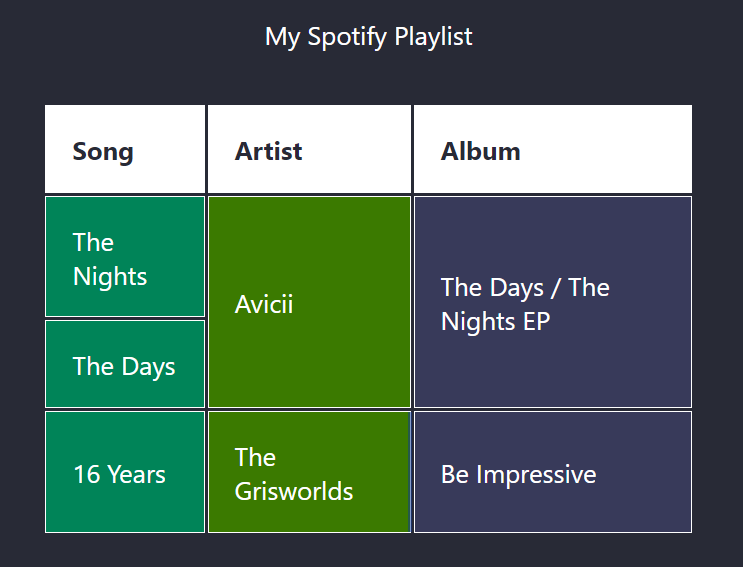 My Spotify Playlist
Song
Artist
Album
The
Nights
Avicii
The Days / The
Nights EP
The Days
16 Years
The
Grisworlds
Be Impressive